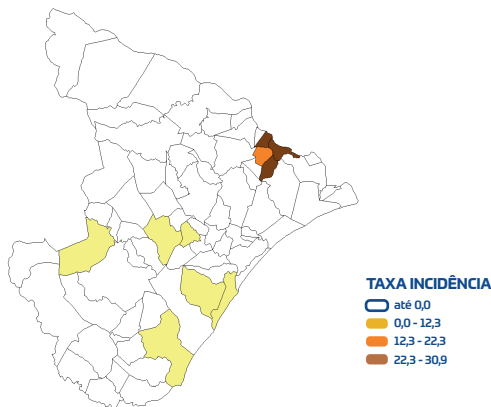 TAXA INCIDÊNCIA
até 0,0
0,0 - 12,3
12,3 - 22,3
22,3 - 30,9